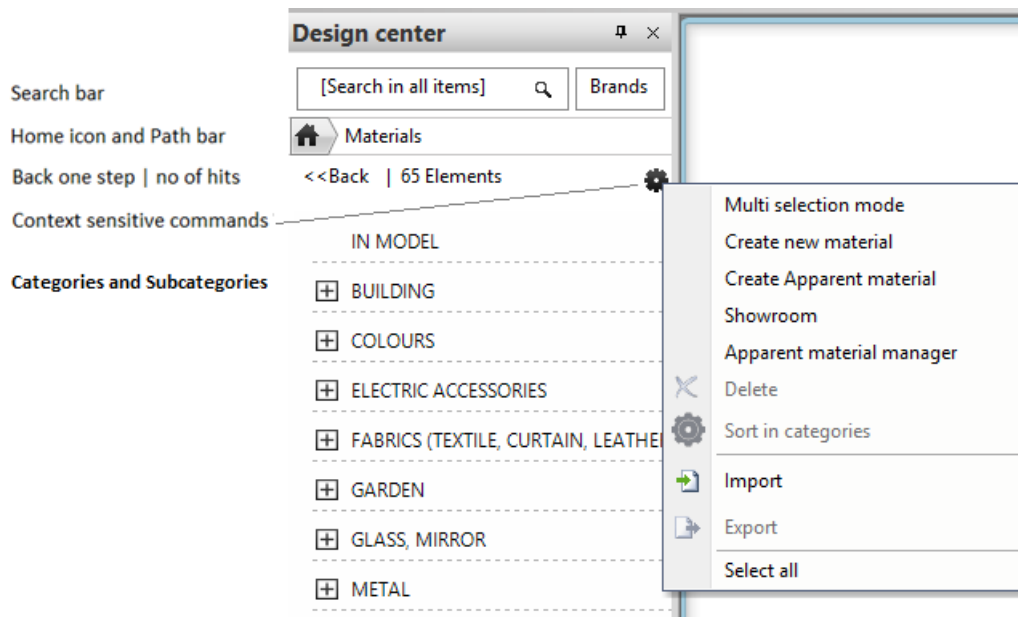 Design center
Search bar
[Search in all items]
Brands
Home icon and Path bar
Materials
Back one step | no of hits
<<Back | 65 Elements
Context sensitive commands
Categories and Subcategories
IN MODEL
BUILDING
COLOURS
ELECTRIC ACCESSORIES
FABRICS (TEXTILE, CURTAIN, LEATHE
GARDEN
GLASS, MIRROR
METAL
Multi selection mode
Create new material
Create Apparent material
Showroom
Apparent material manager
Delete
Sort in categories
Import
Export
Select all